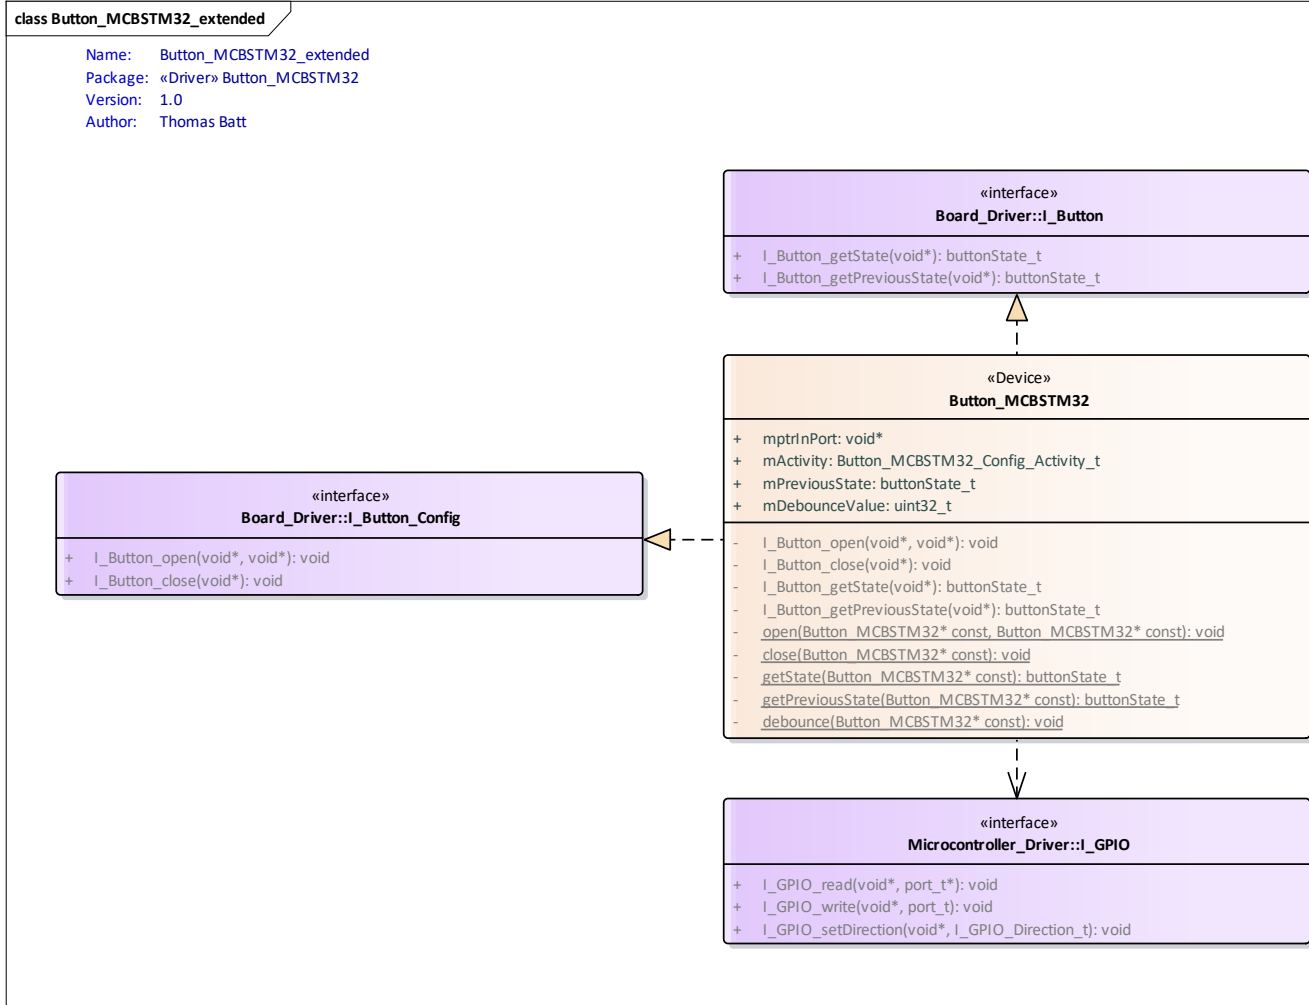 class Button_MCBSTM32_extended
Name: Button_MCBSTM32_extended
Package: «Driver» Button_MCBSTM32
Version: 1.0
Author: Thomas Batt
«interface»
Board_Driver::I_Button
+ I_Button_getState(void*): buttonState_t
+ I_Button_getPreviousState(void*): buttonState_t
«Device»
Button_MCBSTM32
+ mptrInPort: void*
+ mActivity: Button_MCBSTM32_Config_Activity_t
+ mPreviousState: buttonState_t
+ mDebounceValue: uint32_t
- I_Button_open(void*, void*): void
- I_Button_close(void*): void
- I_Button_getState(void*): buttonState_t
- I_Button_getPreviousState(void*): buttonState_t
- open(Button_MCBSTM32* const, Button_MCBSTM32* const): void
- close(Button_MCBSTM32* const): void
- getState(Button_MCBSTM32* const): buttonState_t
- getPreviousState(Button_MCBSTM32* const): buttonState_t
- debounce(Button_MCBSTM32* const): void
«interface»
Board_Driver::I_Button_Config
+ I_Button_open(void*, void*): void
+ I_Button_close(void*): void
«interface»
Microcontroller_Driver::I_GPIO
+ I_GPIO_read(void*, port_t*): void
+ I_GPIO_write(void*, port_t): void
+ I_GPIO_setDirection(void*, I_GPIO_Direction_t): void